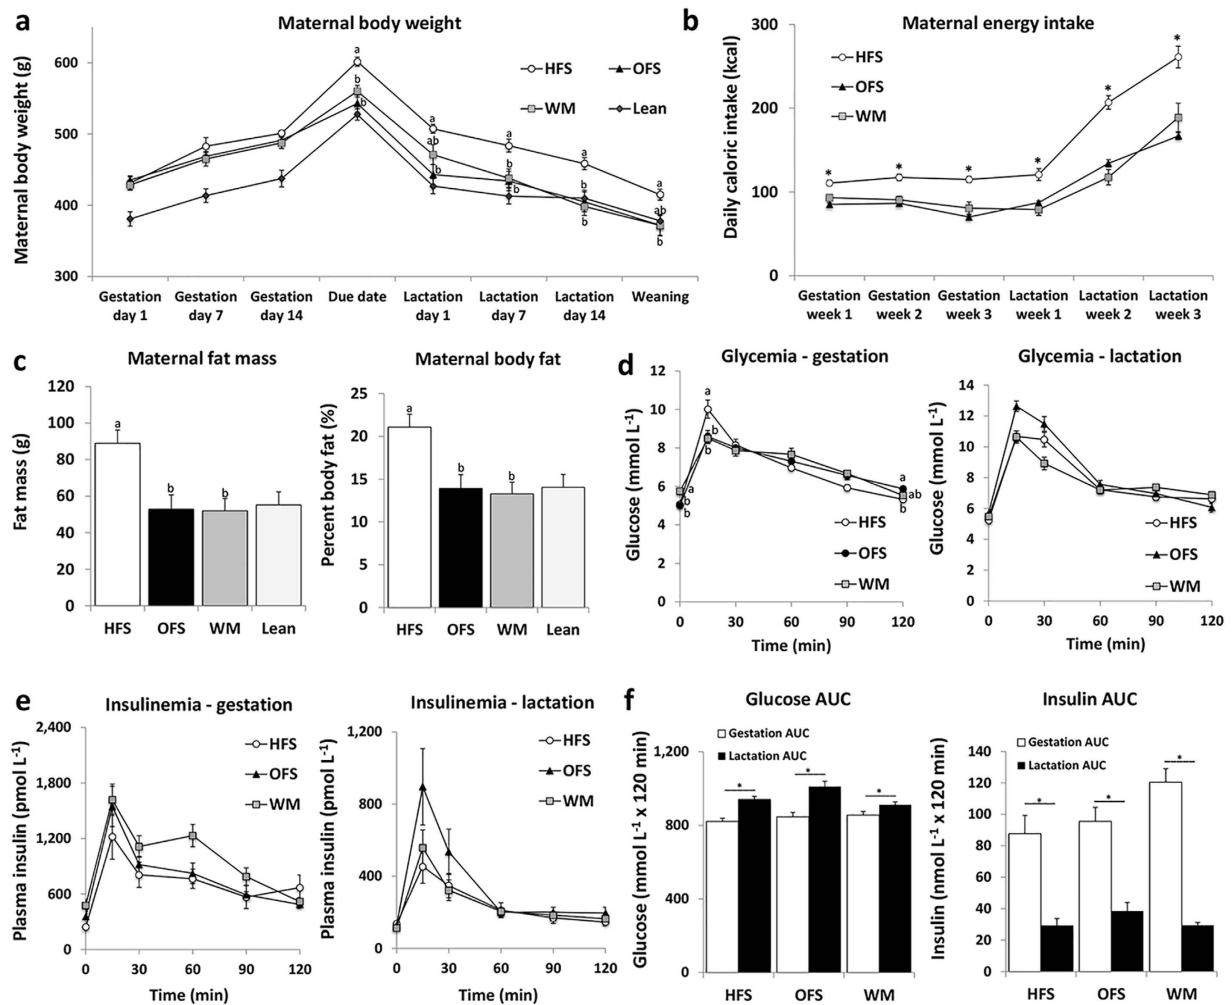 a
Maternal body weight
Maternal body weight (g)
600
500
400
300
HFS
OFS
WM
Lean
a
b
b
a
ab
b
a
b
b
a
b
b
a
ab
b
Gestation day 1
Gestation day 7
Gestation day 14
Due date
Lactation day 1
Lactation day 7
Lactation day 14
Weaning
b
Maternal energy intake
Daily caloric intake (kcal)
300
200
100
0
HFS
OFS
WM
*
*
*
*
*
*
Gestation week 1
Gestation week 2
Gestation week 3
Lactation week 1
Lactation week 2
Lactation week 3
c
Maternal fat mass
Fat mass (g)
120
100
80
60
40
20
0
a
b
b
HFS
OFS
WM
Lean
Maternal body fat
Percent body fat (%)
25
20
15
10
5
0
a
b
b
HFS
OFS
WM
Lean
d
Glycemia - gestation
Glucose (mmol L⁻¹)
12
10
8
6
4
2
0
a
b
b
a
b
b
a
ab
b
HFS
OFS
WM
0
30
60
90
120
Time (min)
Glycemia - lactation
Glucose (mmol L⁻¹)
14
12
10
8
6
4
2
0
HFS
OFS
WM
0
30
60
90
120
Time (min)
e
Insulinemia - gestation
Plasma insulin (pmol L⁻¹)
2,400
1,800
1,200
600
0
HFS
OFS
WM
0
30
60
90
120
Time (min)
Insulinemia - lactation
Plasma insulin (pmol L⁻¹)
1,200
800
400
0
HFS
OFS
WM
0
30
60
90
120
Time (min)
f
Glucose AUC
Glucose (mmol L⁻¹ x 120 min)
1,200
800
400
0
Gestation AUC
Lactation AUC
*
*
*
HFS
OFS
WM
Insulin AUC
Insulin (nmol L⁻¹ x 120 min)
140
120
100
80
60
40
20
0
Gestation AUC
Lactation AUC
*
*
*
HFS
OFS
WM